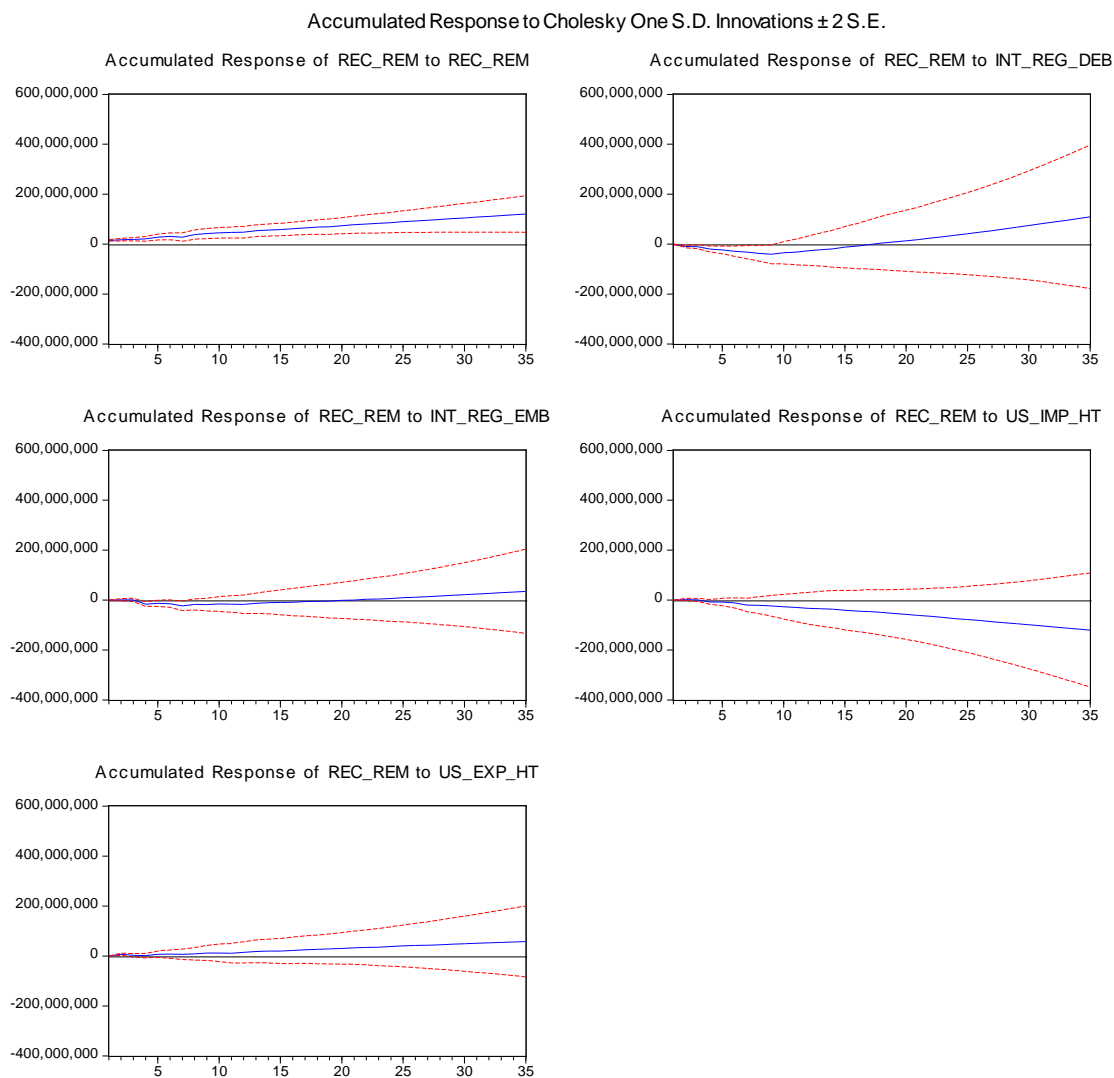 Accumulated Response to Cholesky One S.D. Innovations ± 2 S.E.
Accumulated Response of REC_REM to REC_REM
600,000,000
400,000,000
200,000,000
0
-200,000,000
-400,000,000
5 10 15 20 25 30 35
Accumulated Response of REC_REM to INT_REG_DEB
600,000,000
400,000,000
200,000,000
0
-200,000,000
-400,000,000
5 10 15 20 25 30 35
Accumulated Response of REC_REM to INT_REG_EMB
600,000,000
400,000,000
200,000,000
0
-200,000,000
-400,000,000
5 10 15 20 25 30 35
Accumulated Response of REC_REM to US_IMP_HT
600,000,000
400,000,000
200,000,000
0
-200,000,000
-400,000,000
5 10 15 20 25 30 35
Accumulated Response of REC_REM to US_EXP_HT
600,000,000
400,000,000
200,000,000
0
-200,000,000
-400,000,000
5 10 15 20 25 30 35